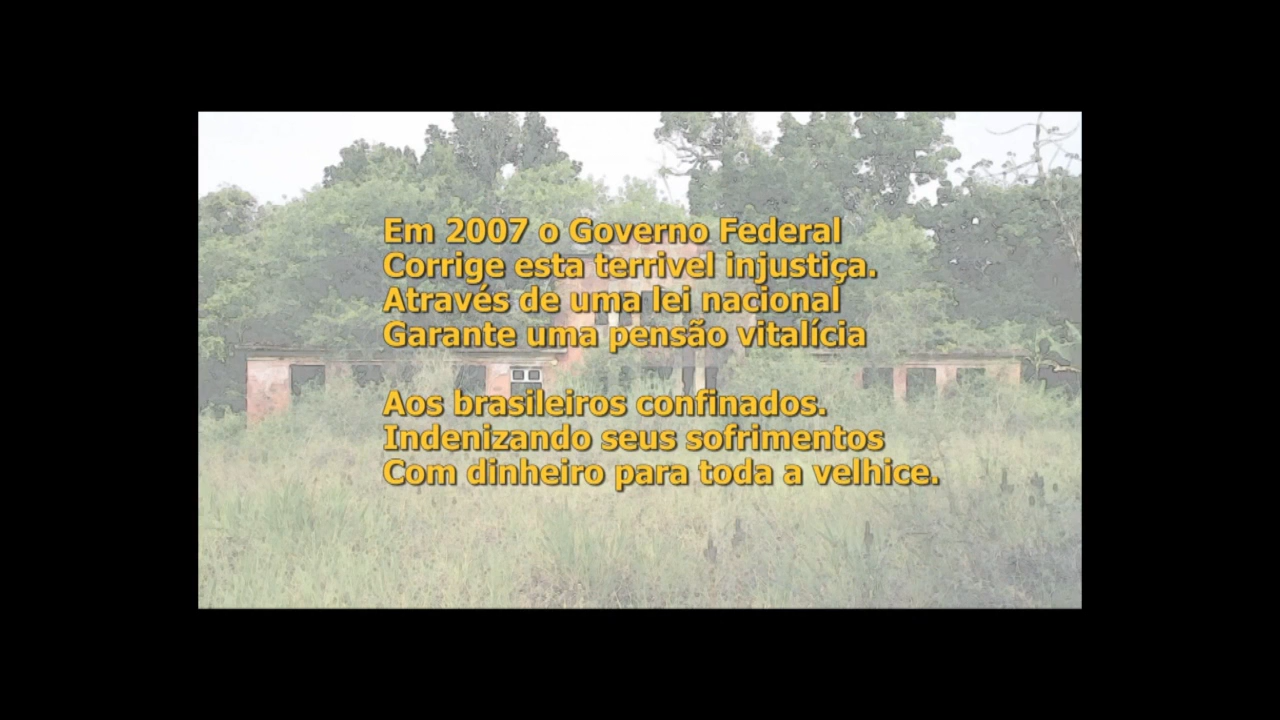 Em 2007 o Governo Federal
Corrige esta terrivel injustiça.
Através de uma lei nacional
Garante uma pensão vitalícia
Aos brasileiros confinados.
Indenizando seus sofrimentos
Com dinheiro para toda a velhice.